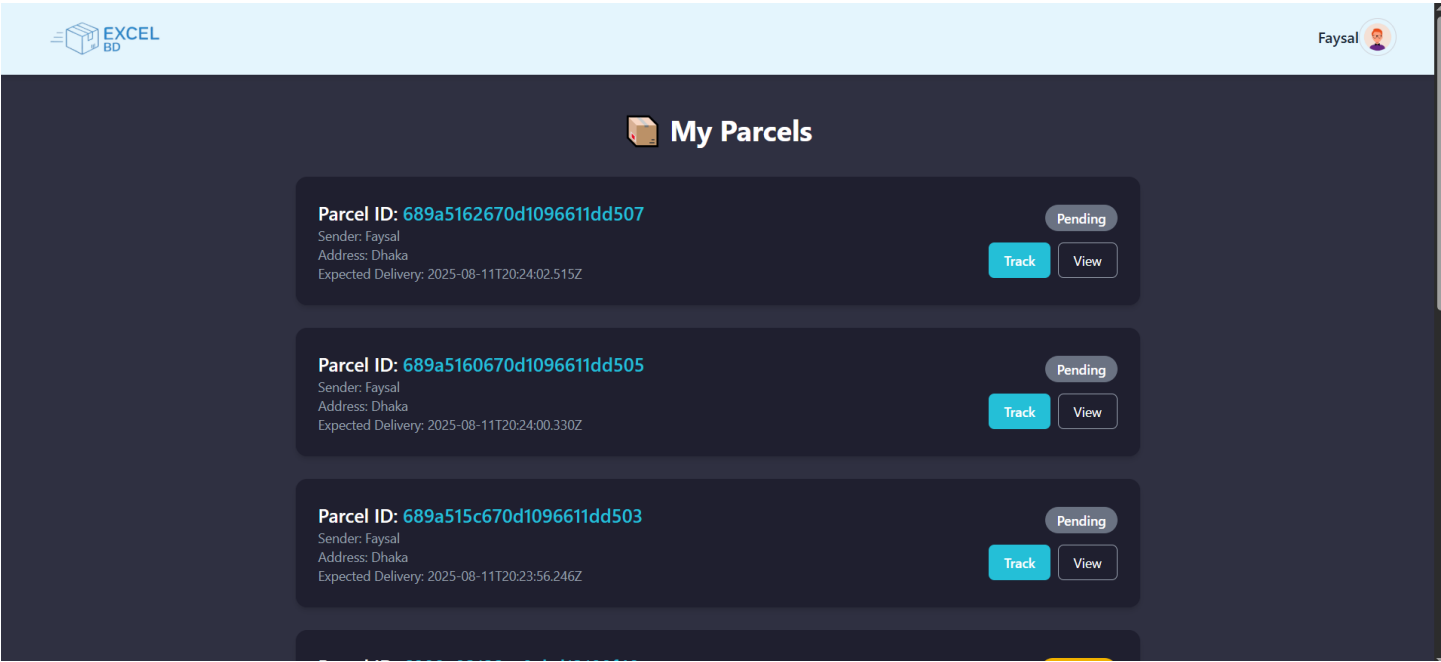 EXCEL
BD
Faysal
My Parcels
Parcel ID: 689a5162670d1096611dd507
Pending
Sender: Faysal
Address: Dhaka
Expected Delivery: 2025-08-11T20:24:02.515Z
Track
View
Parcel ID: 689a5160670d1096611dd505
Pending
Sender: Faysal
Address: Dhaka
Expected Delivery: 2025-08-11T20:24:00.330Z
Track
View
Parcel ID: 689a515c670d1096611dd503
Pending
Sender: Faysal
Address: Dhaka
Expected Delivery: 2025-08-11T20:23:56.246Z
Track
View
Parcel ID: